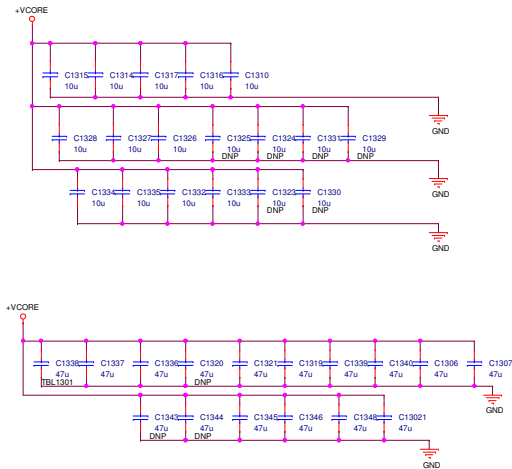 +VCORE
C1315 C1314 C1317 C1316 C1310
10u 10u 10u 10u 10u
GND
C1328 C1327 C1326 C1325 C1324 C1331 C1329
10u 10u 10u 10u 10u 10u 10u
DNP DNP DNP DNP
GND
C1334 C1335 C1332 C1333 C1323 C1330
10u 10u 10u 10u 10u 10u
DNP DNP
GND
+VCORE
C1338 C1337 C1336 C1320 C1321 C1319 C1339 C1340 C1306 C1307
47u 47u 47u 47u 47u 47u 47u 47u 47u 47u
TBL1301 DNP
GND
C1343 C1344 C1345 C1346 C1348 C13021
47u 47u 47u 47u 47u 47u
DNP DNP
GND